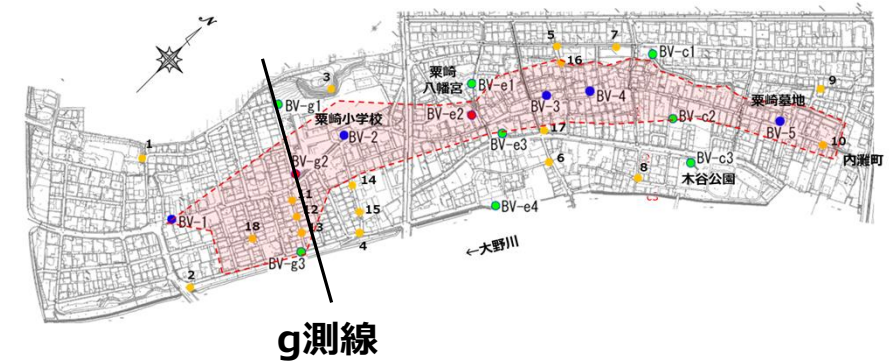 N
5
7
BV-c1
16
粟崎
八幡宮
BV-e1
3
9
BV-g1
粟崎小学校
BV-2
BV-e2
BV-3
BV-4
BV-c2
粟崎墓地
BV-5
17
BV-e3
10
1
内灘町
BV-g2
6
BV-c3
14
8
木谷公園
11
12
15
BV-e4
BV-1
18
13
4
←大野川
BV-g3
2
g測線